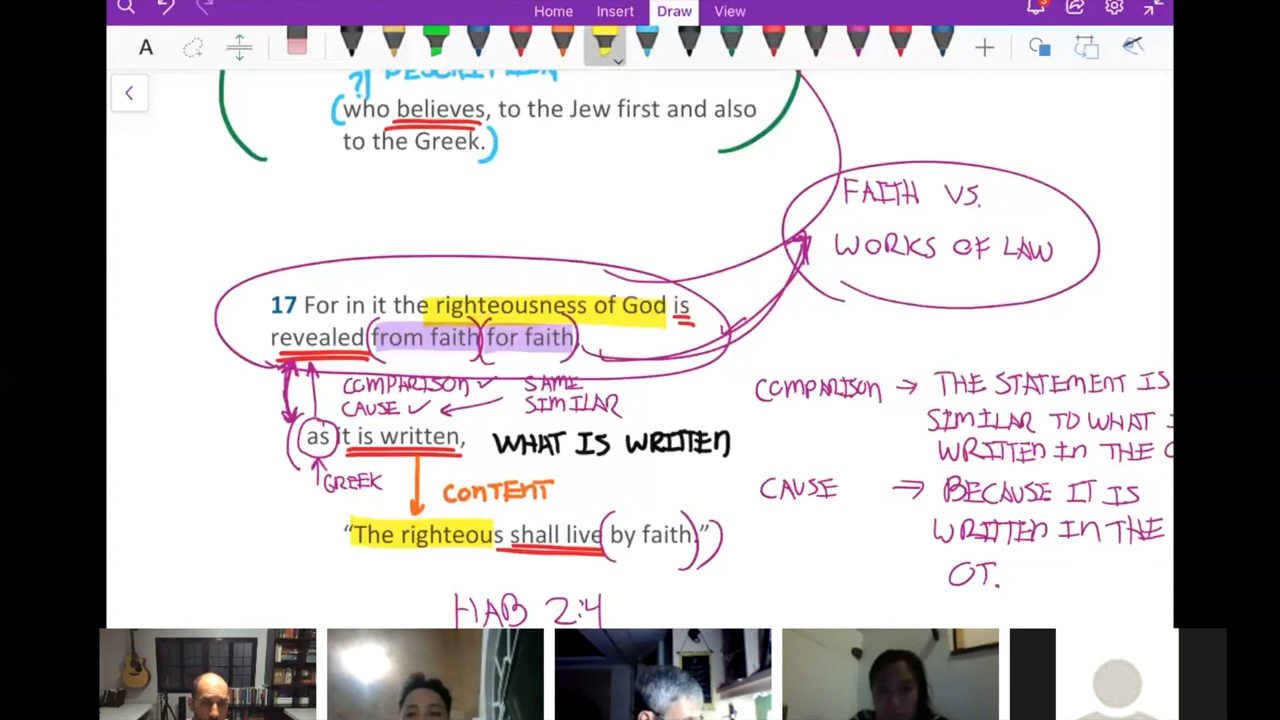 Home Insert Draw View
A
DESCRIPTION
who believes, to the Jew first and also
to the Greek.)
FAITH VS.
WORKS OF LAW
17 For in it the righteousness of God is
revealed (from faith)(for faith),
COMPARISON ✓ SAME
CAUSE ✓ SIMILAR
(as it is written, WHAT IS WRITTEN
GREEK
CONTENT
“The righteous shall live (by faith.”)
HAB 2:4
COMPARISON → THE STATEMENT IS
SIMILAR TO WHAT I
WRITTEN IN THE
CAUSE → BECAUSE IT IS
WRITTEN IN THE
OT.